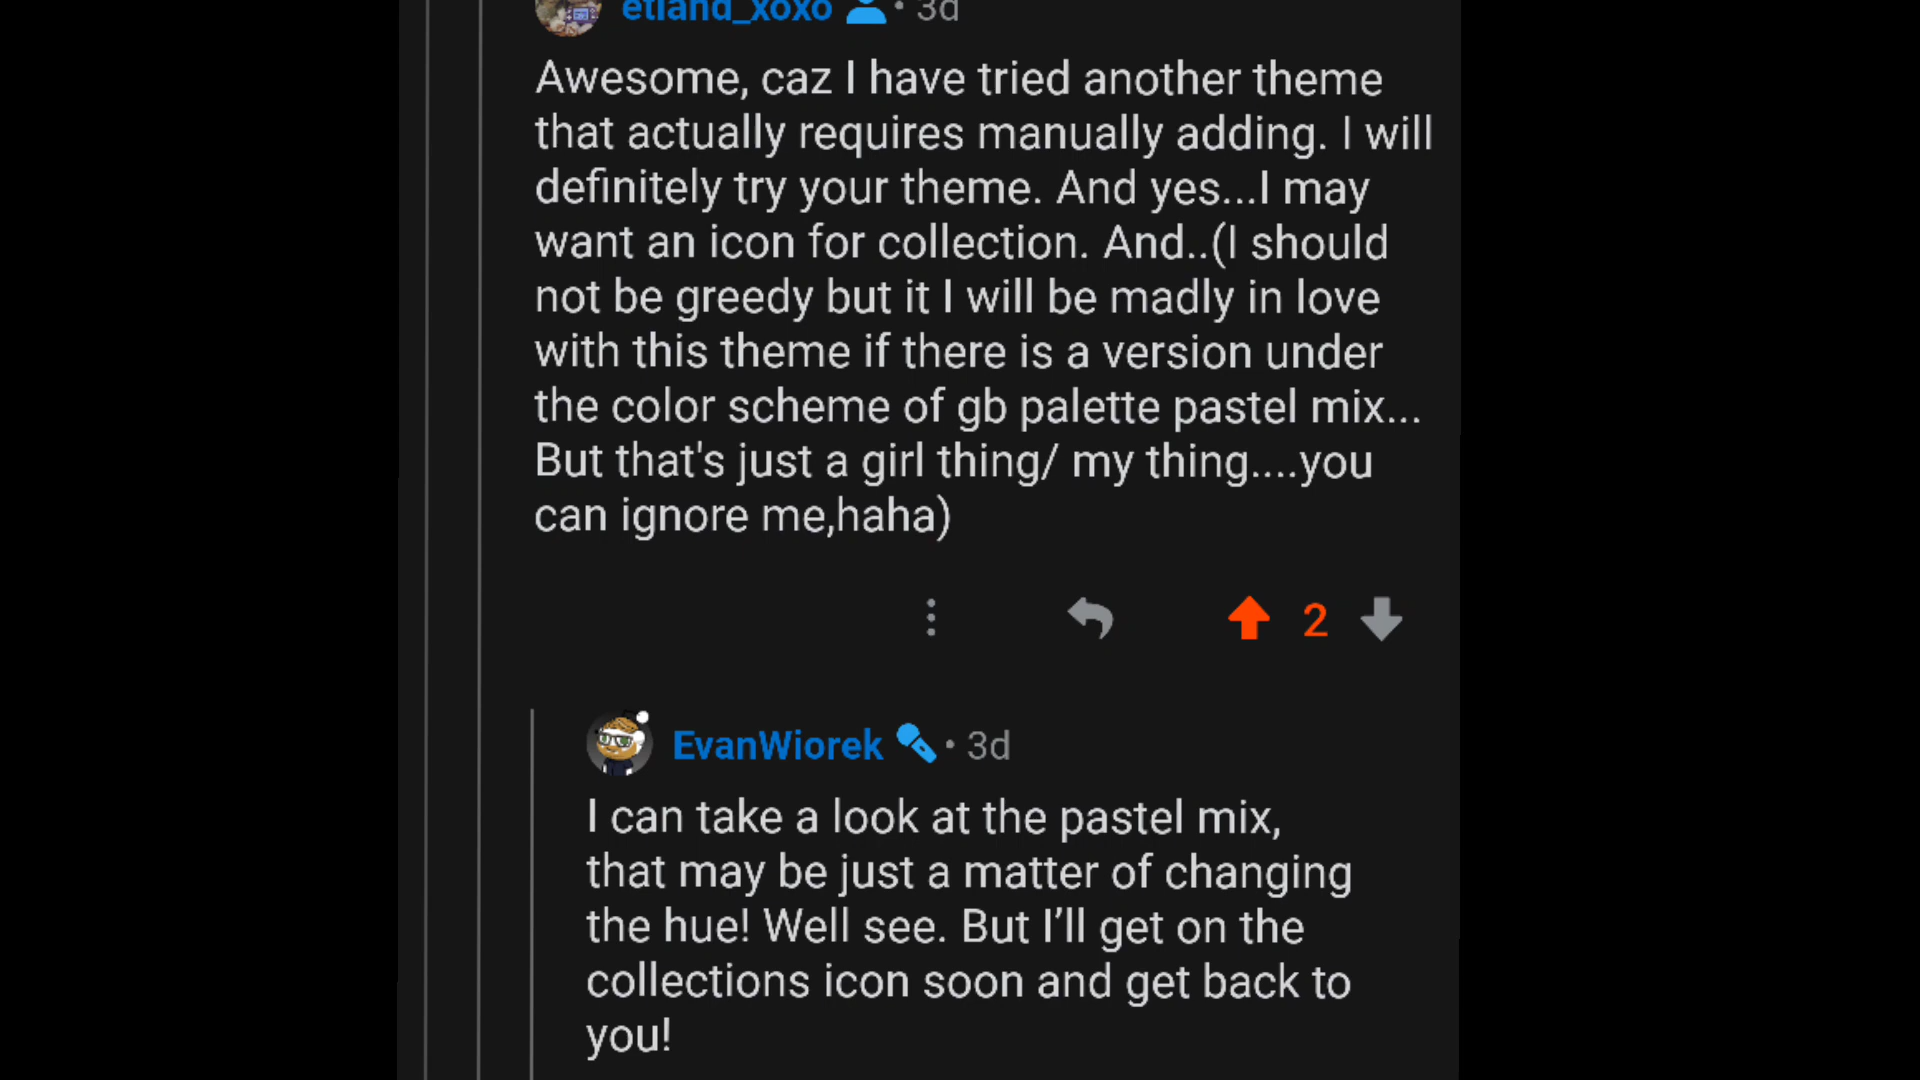 etland_xoxo • 3d
Awesome, caz I have tried another theme
that actually requires manually adding. I will
definitely try your theme. And yes...I may
want an icon for collection. And..(I should
not be greedy but it I will be madly in love
with this theme if there is a version under
the color scheme of gb palette pastel mix...
But that's just a girl thing/ my thing....you
can ignore me,haha)
2
EvanWiorek • 3d
I can take a look at the pastel mix,
that may be just a matter of changing
the hue! Well see. But I’ll get on the
collections icon soon and get back to
you!